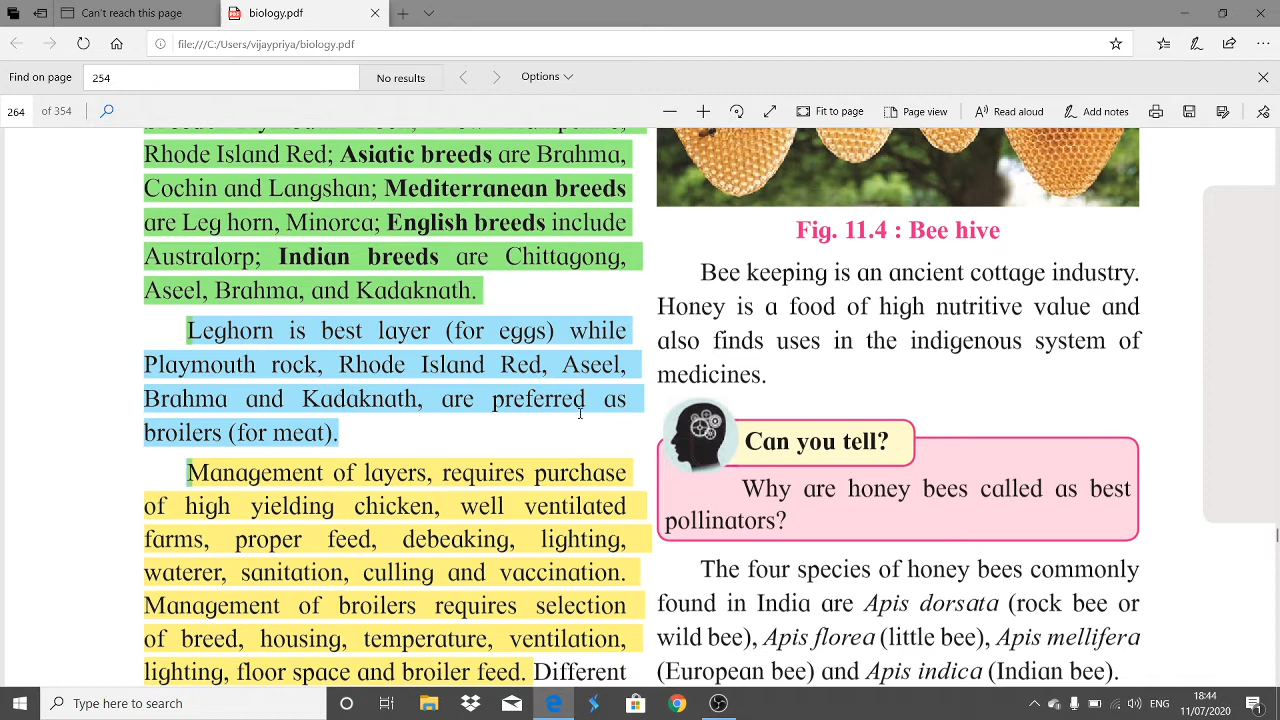 This page can't be displayed
biology.pdf
file:///C:/Users/vijaypriya/biology.pdf
Find on page
254
No results
Options
264
of 354
Fit to page
Page view
Read aloud
Add notes
Rhode Island Red; Asiatic breeds are Brahma,
Cochin and Langshan; Mediterranean breeds
are Leg horn, Minorca; English breeds include
Australorp; Indian breeds are Chittagong,
Aseel, Brahma, and Kadaknath.
Leghorn is best layer (for eggs) while
Playmouth rock, Rhode Island Red, Aseel,
Brahma and Kadaknath, are preferred as
broilers (for meat).
Management of layers, requires purchase
of high yielding chicken, well ventilated
farms, proper feed, debeaking, lighting,
waterer, sanitation, culling and vaccination.
Management of broilers requires selection
of breed, housing, temperature, ventilation,
lighting, floor space and broiler feed. Different
Fig. 11.4 : Bee hive
Bee keeping is an ancient cottage industry.
Honey is a food of high nutritive value and
also finds uses in the indigenous system of
medicines.
Can you tell?
Why are honey bees called as best
pollinators?
The four species of honey bees commonly
found in India are Apis dorsata (rock bee or
wild bee), Apis florea (little bee), Apis mellifera
(European bee) and Apis indica (Indian bee).
Type here to search
ENG
18:44
11/07/2020